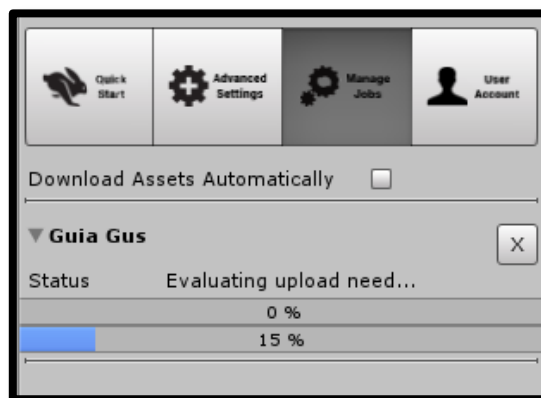 Quick
Start
Advanced
Settings
Manage
Jobs
User
Account
Download Assets Automatically
Guia Gus
X
Status Evaluating upload need...
0 %
15 %